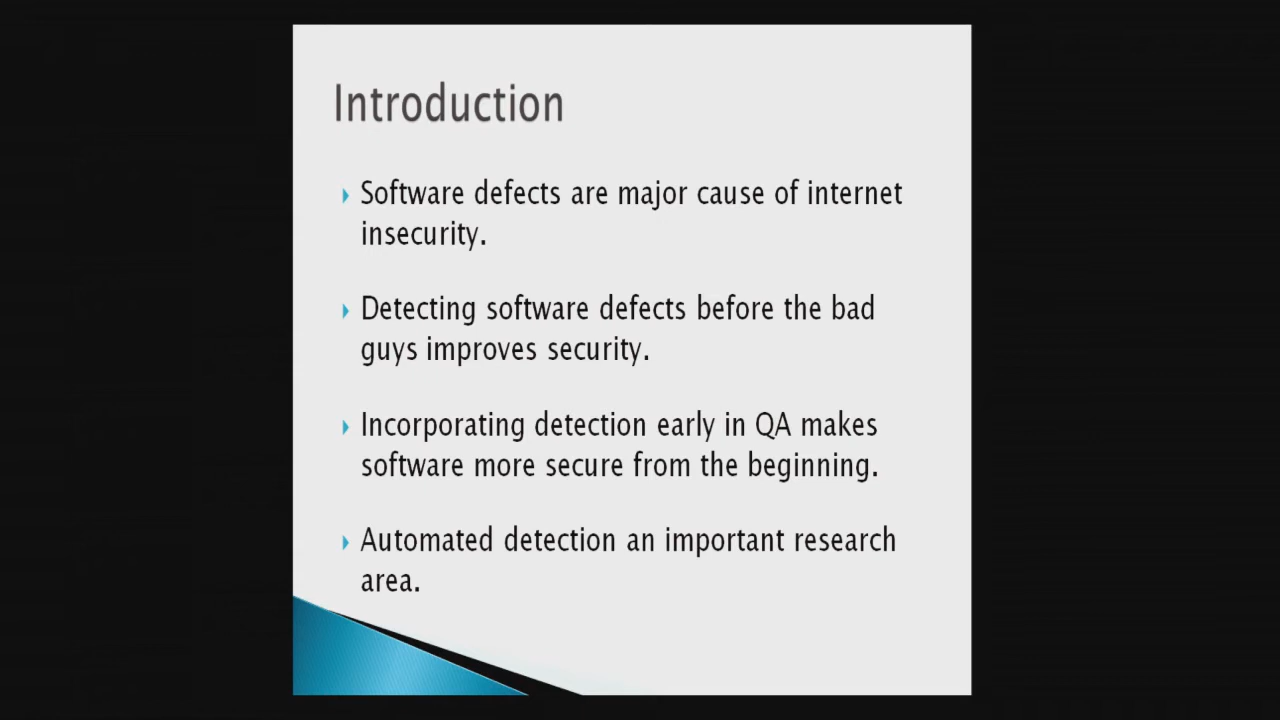 Introduction
Software defects are major cause of internet
insecurity.
Detecting software defects before the bad
guys improves security.
Incorporating detection early in QA makes
software more secure from the beginning.
Automated detection an important research
area.